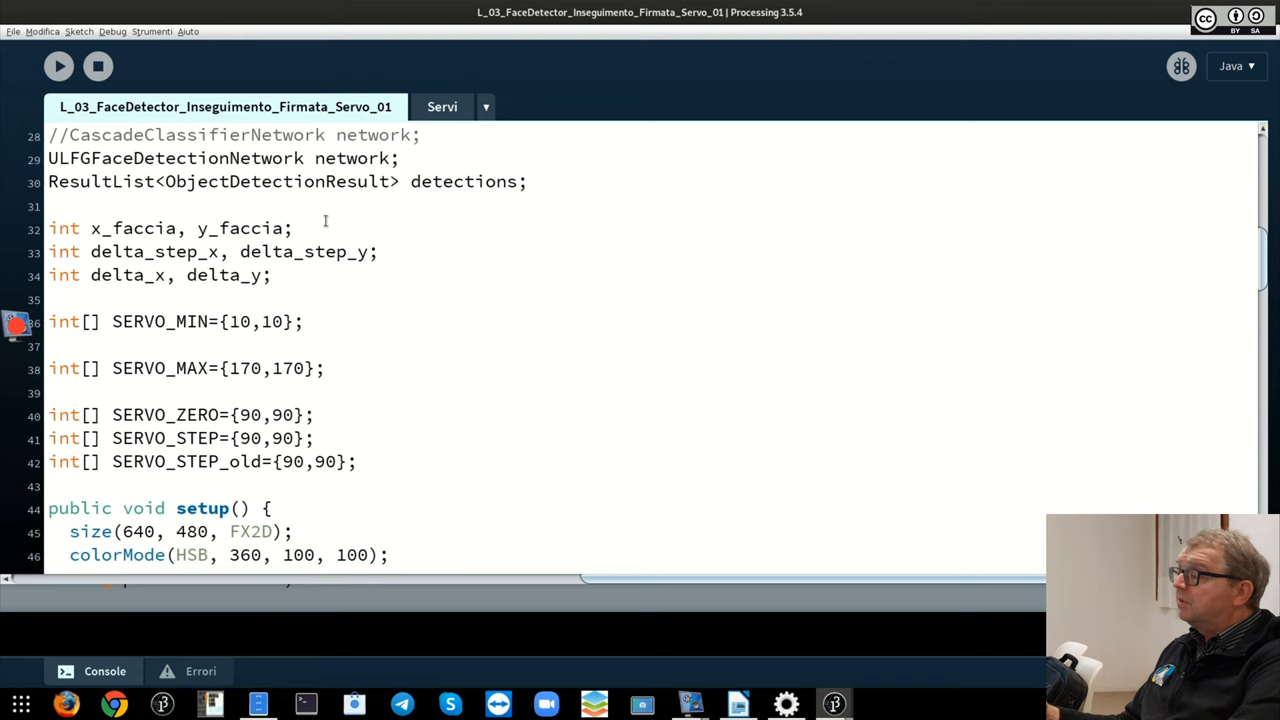 L_03_FaceDetector_Inseguimento_Firmata_Servo_01 | Processing 3.5.4
cc BY SA
File Modifica Sketch Debug Strumenti Aiuto
Java ▼
L_03_FaceDetector_Inseguimento_Firmata_Servo_01 Servi ▼
28 //CascadeClassifierNetwork network;
29 ULFGFaceDetectionNetwork network;
30 ResultList<ObjectDetectionResult> detections;
31
32 int x_faccia, y_faccia;
33 int delta_step_x, delta_step_y;
34 int delta_x, delta_y;
35
36 int[] SERVO_MIN={10,10};
37
38 int[] SERVO_MAX={170,170};
39
40 int[] SERVO_ZERO={90,90};
41 int[] SERVO_STEP={90,90};
42 int[] SERVO_STEP_old={90,90};
43
44 public void setup() {
45 size(640, 480, FX2D);
46 colorMode(HSB, 360, 100, 100);
Console Errori